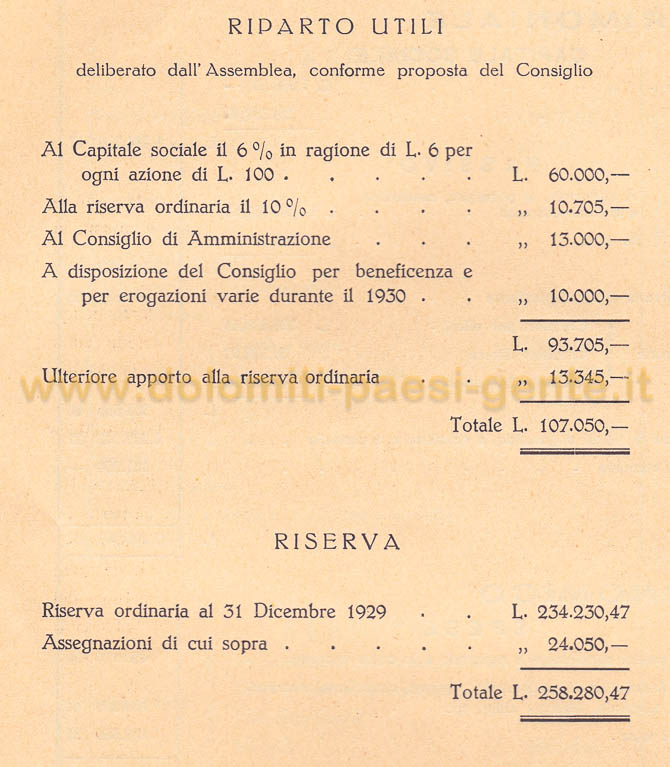 RIPARTO UTILI
deliberato dall'Assemblea, conforme proposta del Consiglio
Al Capitale sociale il 6 % in ragione di L. 6 per
ogni azione di L. 100 . . . . . L. 60.000,—
Alla riserva ordinaria il 10 % . . . . „ 10.705,—
Al Consiglio di Amministrazione . . . „ 13.000,—
A disposizione del Consiglio per beneficenza e
per erogazioni varie durante il 1930 . . „ 10.000,—
L. 93.705,—
Ulteriore apporto alla riserva ordinaria . . „ 13.345,—
www.dolomiti-paesi-gente.it
Totale L. 107.050,—
RISERVA
Riserva ordinaria al 31 Dicembre 1929 . . L. 234.230,47
Assegnazioni di cui sopra . . . . . „ 24.050,—
Totale L. 258.280,47